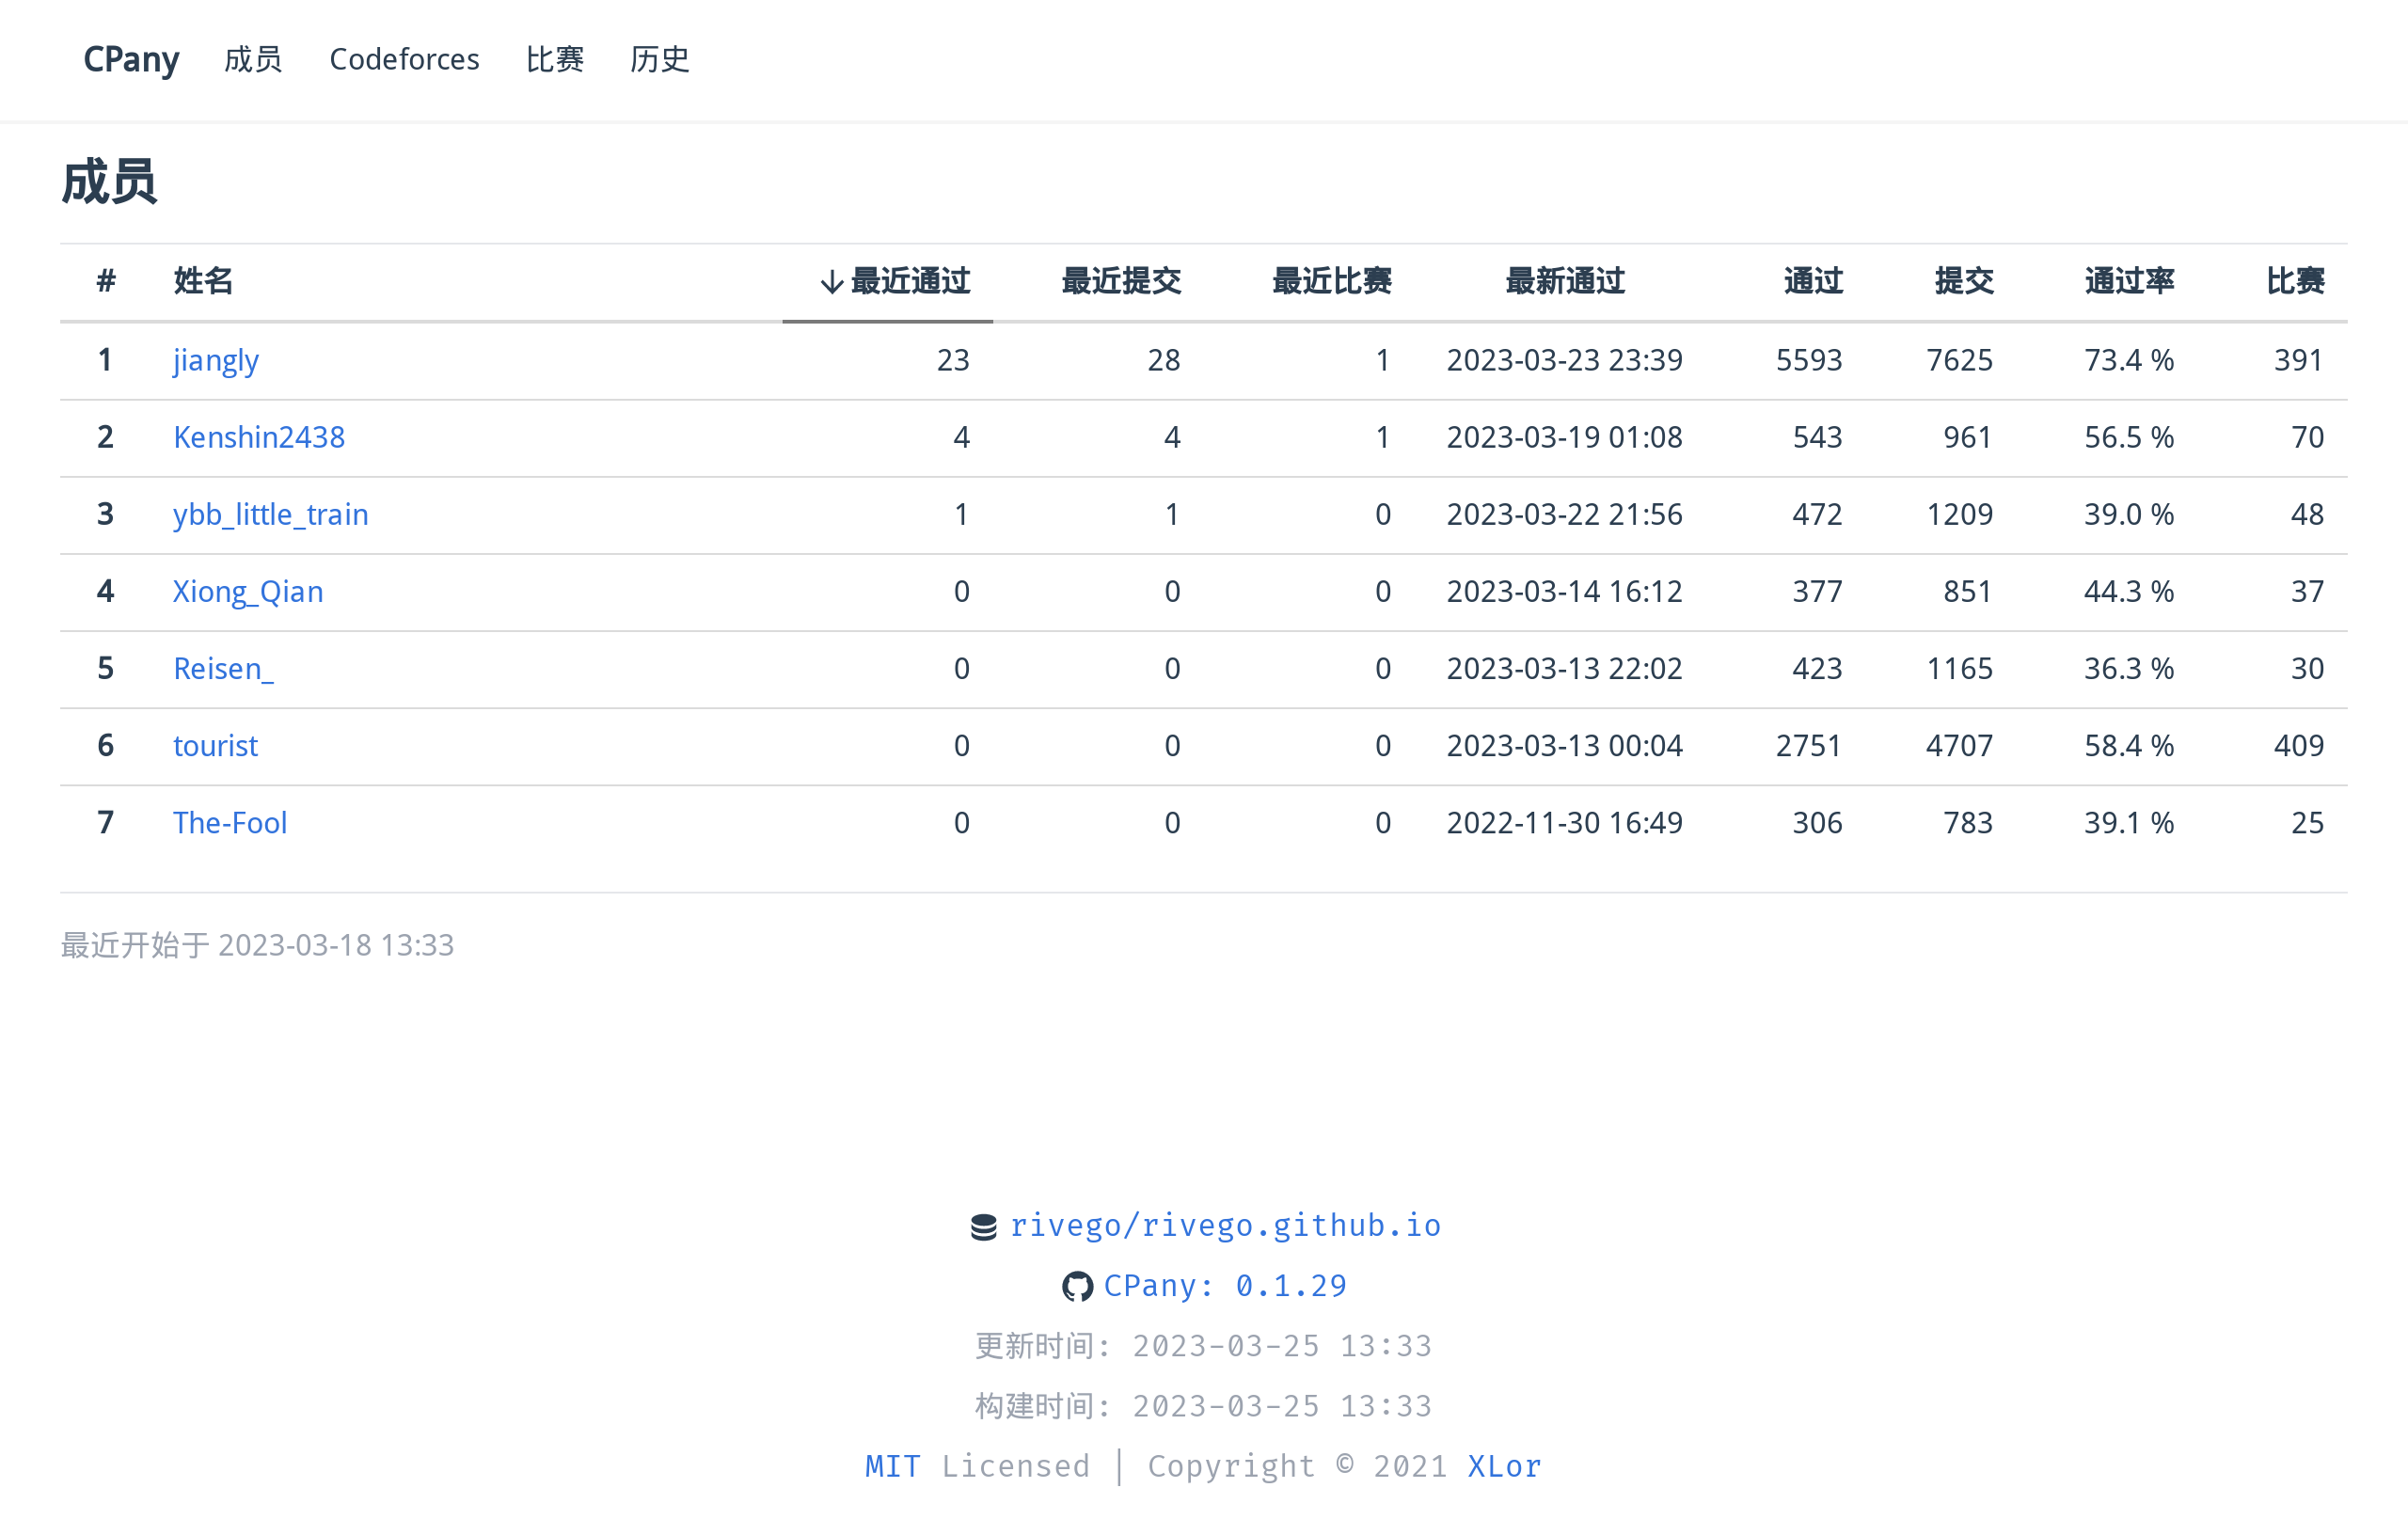 CPany 成员 Codeforces 比赛 历史
成员
# 姓名 ↓ 最近通过 最近提交 最近比赛 最新通过 通过 提交 通过率 比赛
1 jiangly 23 28 1 2023-03-23 23:39 5593 7625 73.4 % 391
2 Kenshin2438 4 4 1 2023-03-19 01:08 543 961 56.5 % 70
3 ybb_little_train 1 1 0 2023-03-22 21:56 472 1209 39.0 % 48
4 Xiong_Qian 0 0 0 2023-03-14 16:12 377 851 44.3 % 37
5 Reisen_ 0 0 0 2023-03-13 22:02 423 1165 36.3 % 30
6 tourist 0 0 0 2023-03-13 00:04 2751 4707 58.4 % 409
7 The-Fool 0 0 0 2022-11-30 16:49 306 783 39.1 % 25
最近开始于 2023-03-18 13:33
rivego/rivego.github.io
CPany: 0.1.29
更新时间: 2023-03-25 13:33
构建时间: 2023-03-25 13:33
MIT Licensed | Copyright © 2021 XLor